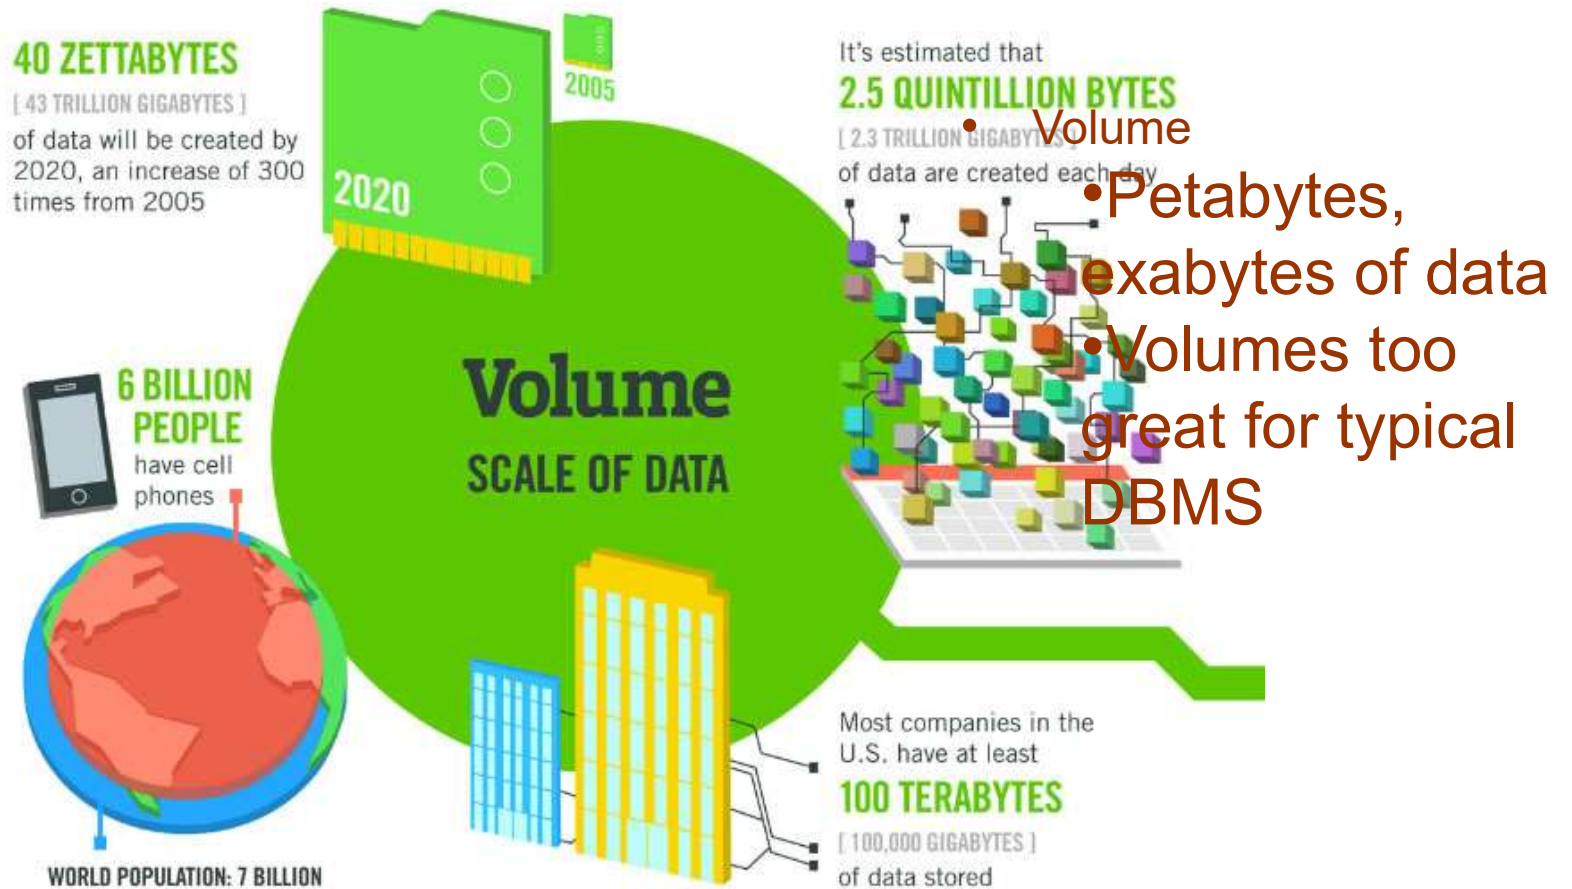 40 ZETTABYTES
[ 43 TRILLION GIGABYTES ]
of data will be created by
2020, an increase of 300
times from 2005
2020
2005
It's estimated that
2.5 QUINTILLION BYTES
[ 2.3 TRILLION GIGABYTES ]
of data are created each day
• Volume
•Petabytes,
exabytes of data
•Volumes too
great for typical
DBMS
6 BILLION
PEOPLE
have cell
phones
Volume
SCALE OF DATA
WORLD POPULATION: 7 BILLION
Most companies in the
U.S. have at least
100 TERABYTES
[ 100,000 GIGABYTES ]
of data stored